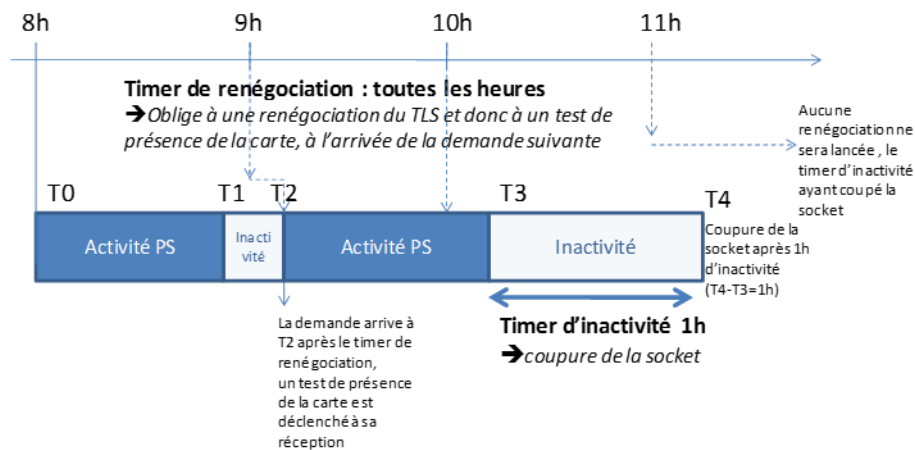 8h
9h
10h
11h
Timer de renégociation : toutes les heures
➔Oblige à une renégociation du TLS et donc à un test de
présence de la carte, à l'arrivée de la demande suivante
Aucune
renégociation ne
sera lancée , le
timer d'inactivité
ayant coupé la
socket
T0
T1
T2
T3
T4
Activité PS
Inacti
vité
Activité PS
Inactivité
Coupure de la
socket après 1h
d'inactivité
(T4-T3=1h)
La demande arrive à
T2 après le timer de
renégociation,
un test de présence
de la carte est
déclenché à sa
réception
Timer d'inactivité 1h
➔coupure de la socket